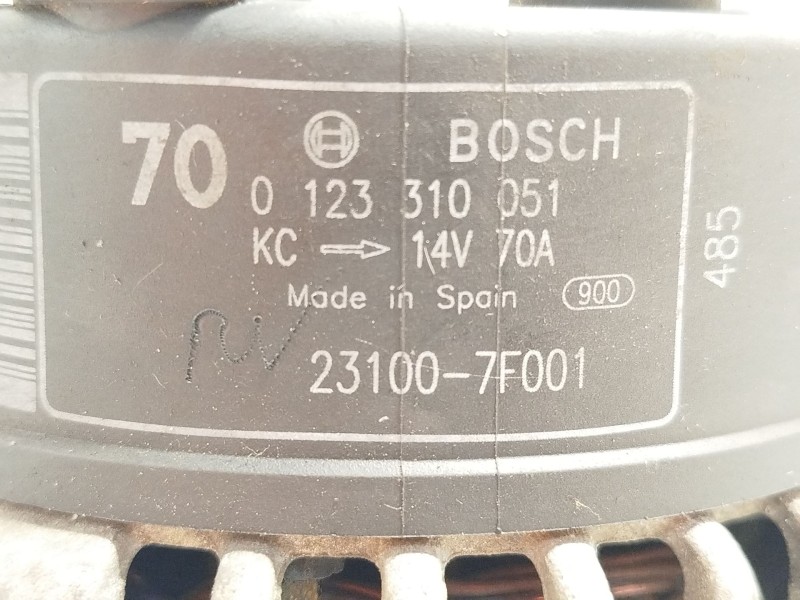 70 BOSCH
0 123 310 051
KC → 14V 70A
Made in Spain 900
23100-7F001
485